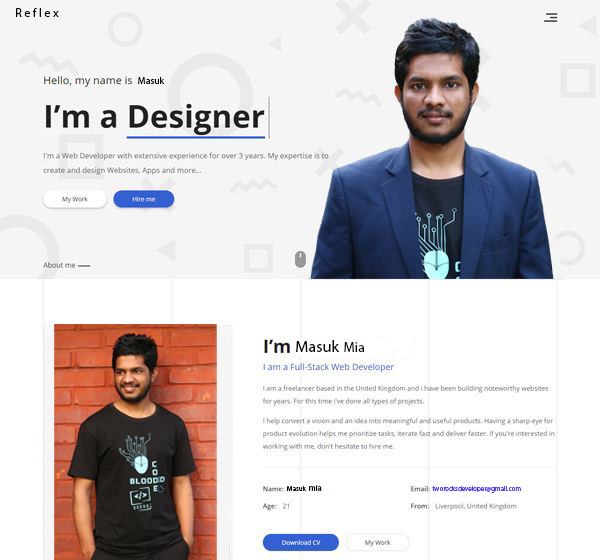 Reflex
Hello, my name is Masuk
I'm a Designer
I'm a Web Developer with extensive experience for over 3 years. My expertise is to
create and design Websites, Apps and more...
My Work
Hire me
About me
I'm Masuk Mia
I am a Full-Stack Web Developer
I am a freelancer based in the United Kingdom and i have been building noteworthy websites
for years. For this time I've done all types of projects.
I help convert a vision and an idea into meaningful and useful products. Having a sharp eye for
product evolution helps me prioritize tasks, iterate fast and deliver faster. If you're interested in
working with me, don't hesitate to hire me.
Name: Masuk mia
Email: tworocksdeveloper@gmail.com
Age: 21
From: Liverpool, United Kingdom
Download CV
My Work
CODE
BLOODID